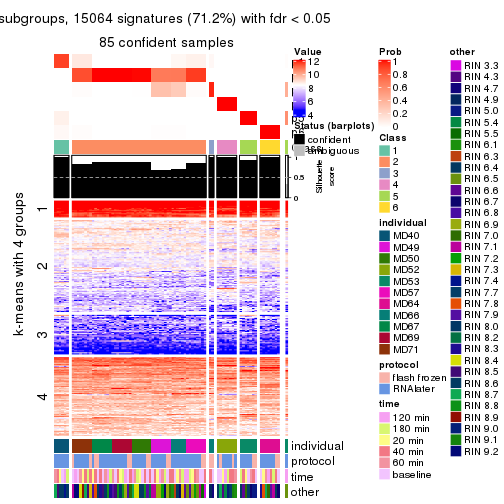 subgroups, 15064 signatures (71.2%) with fdr < 0.05
85 confident samples
k-means with 4 groups
1
2
3
4
1
0.5
0
Silhouette
score
individual
protocol
time
other
Value
12
10
8
6
4
Status (barplots)
confident
ambiguous
Prob
1
0.8
0.6
0.4
0.2
0
Class
1
2
3
4
5
6
individual
MD40
MD49
MD50
MD52
MD53
MD57
MD64
MD66
MD67
MD69
MD71
protocol
flash frozen
RNAlater
time
120 min
180 min
20 min
40 min
60 min
baseline
other
RIN 3.3
RIN 4.3
RIN 4.7
RIN 4.9
RIN 5.0
RIN 5.4
RIN 5.5
RIN 6.1
RIN 6.3
RIN 6.4
RIN 6.5
RIN 6.6
RIN 6.7
RIN 6.8
RIN 6.9
RIN 7.0
RIN 7.1
RIN 7.2
RIN 7.3
RIN 7.4
RIN 7.7
RIN 7.8
RIN 7.9
RIN 8.0
RIN 8.2
RIN 8.3
RIN 8.4
RIN 8.5
RIN 8.6
RIN 8.7
RIN 8.8
RIN 8.9
RIN 9.0
RIN 9.1
RIN 9.2